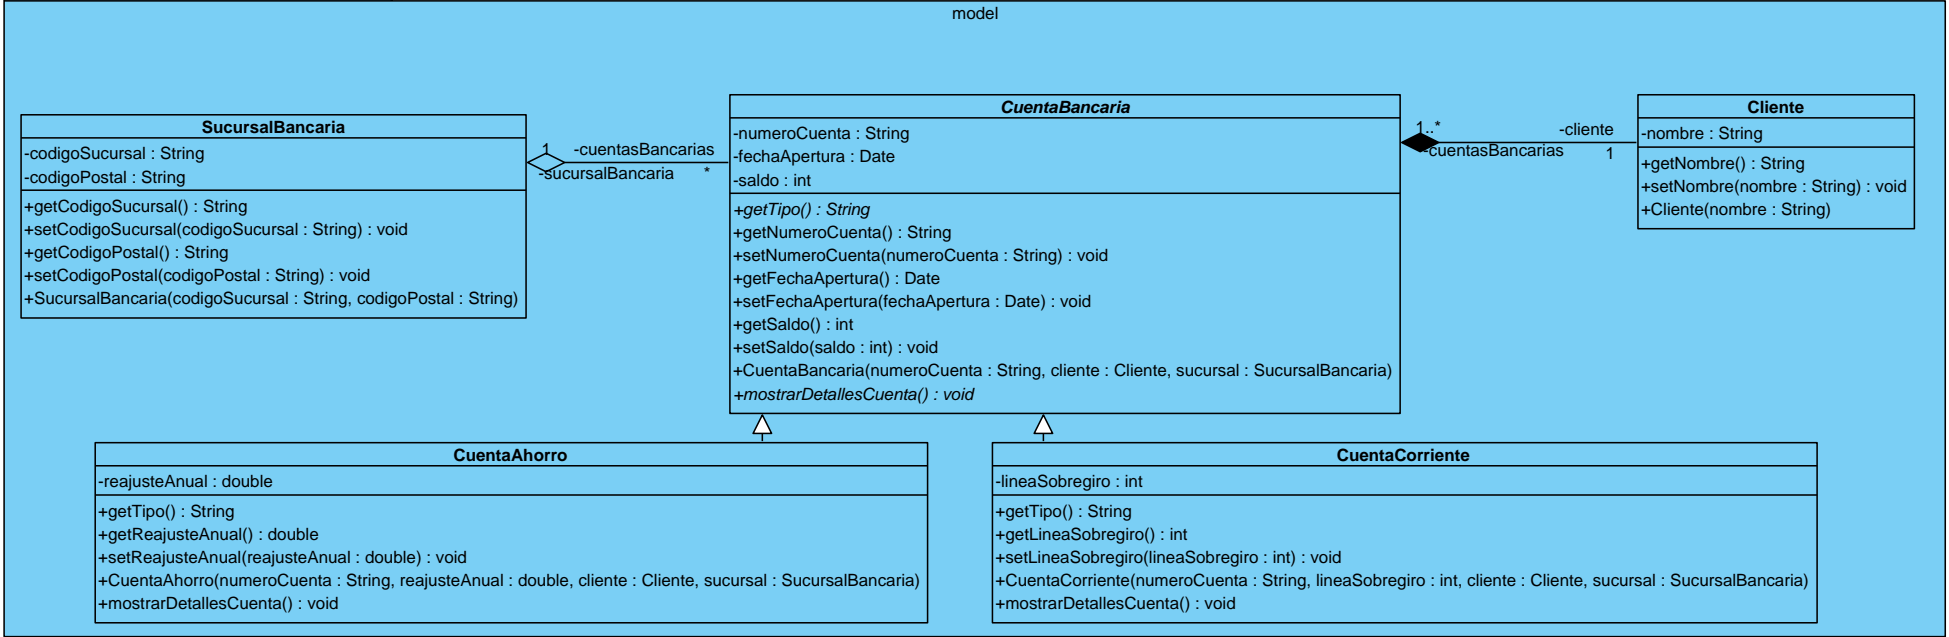 model
SucursalBancaria
-codigoSucursal : String
-codigoPostal : String
+getCodigoSucursal() : String
+setCodigoSucursal(codigoSucursal : String) : void
+getCodigoPostal() : String
+setCodigoPostal(codigoPostal : String) : void
+SucursalBancaria(codigoSucursal : String, codigoPostal : String)
1
-cuentasBancarias
-sucursalBancaria
*
CuentaBancaria
-numeroCuenta : String
-fechaApertura : Date
-saldo : int
+getTipo() : String
+getNumeroCuenta() : String
+setNumeroCuenta(numeroCuenta : String) : void
+getFechaApertura() : Date
+setFechaApertura(fechaApertura : Date) : void
+getSaldo() : int
+setSaldo(saldo : int) : void
+CuentaBancaria(numeroCuenta : String, cliente : Cliente, sucursal : SucursalBancaria)
+mostrarDetallesCuenta() : void
1..*
-cliente
-cuentasBancarias
1
Cliente
-nombre : String
+getNombre() : String
+setNombre(nombre : String) : void
+Cliente(nombre : String)
CuentaAhorro
-reajusteAnual : double
+getTipo() : String
+getReajusteAnual() : double
+setReajusteAnual(reajusteAnual : double) : void
+CuentaAhorro(numeroCuenta : String, reajusteAnual : double, cliente : Cliente, sucursal : SucursalBancaria)
+mostrarDetallesCuenta() : void
CuentaCorriente
-lineaSobregiro : int
+getTipo() : String
+getLineaSobregiro() : int
+setLineaSobregiro(lineaSobregiro : int) : void
+CuentaCorriente(numeroCuenta : String, lineaSobregiro : int, cliente : Cliente, sucursal : SucursalBancaria)
+mostrarDetallesCuenta() : void